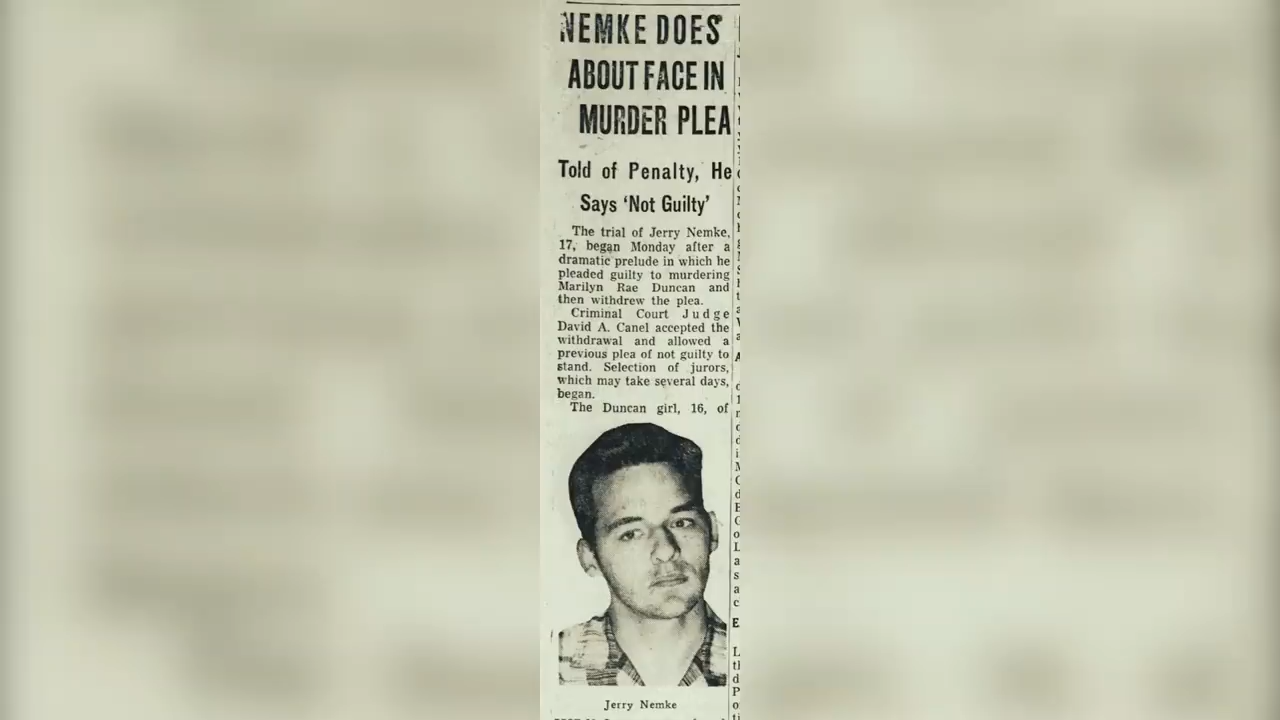 NEMKE DOES
ABOUT FACE IN
MURDER PLEA
Told of Penalty, He
Says 'Not Guilty'
The trial of Jerry Nemke,
17, began Monday after a
dramatic prelude in which he
pleaded guilty to murdering
Marilyn Rae Duncan and
then withdrew the plea.
Criminal Court Judge
David A. Canel accepted the
withdrawal and allowed a
previous plea of not guilty to
stand. Selection of jurors,
which may take several days,
began.
The Duncan girl, 16, of
Jerry Nemke